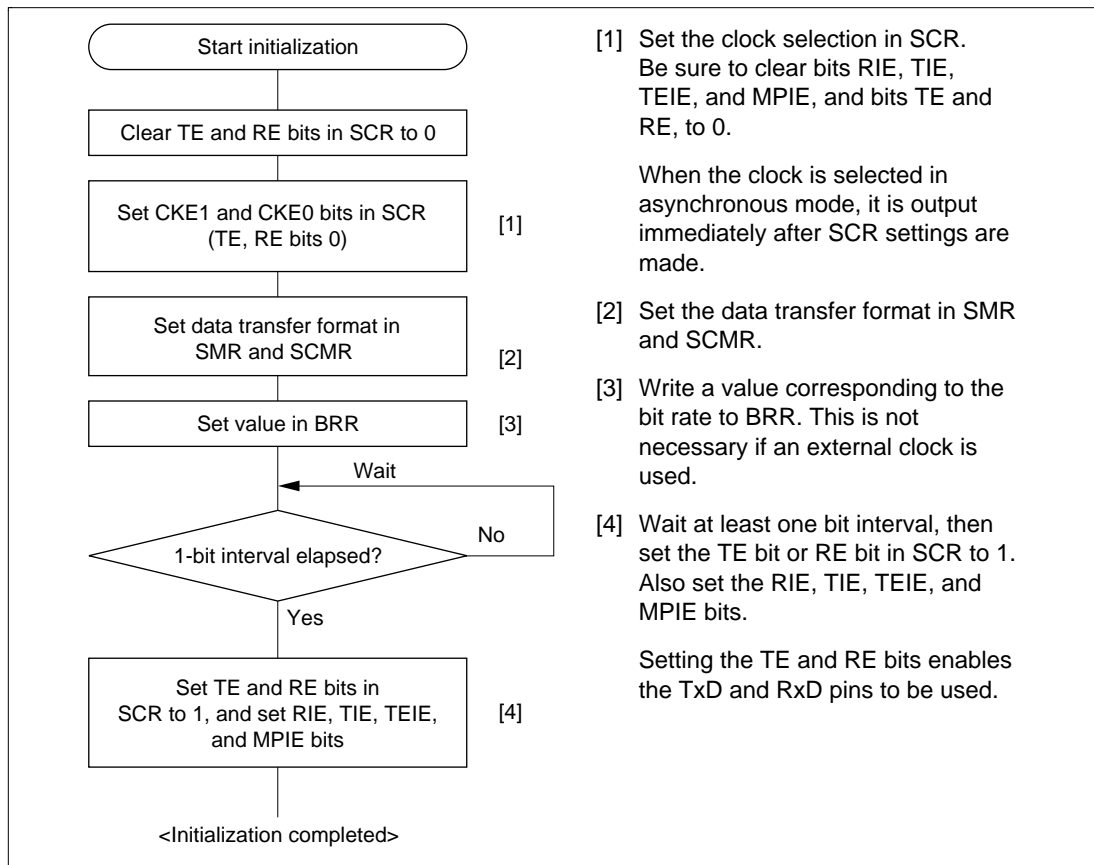 Start initialization
Clear TE and RE bits in SCR to 0
Set CKE1 and CKE0 bits in SCR
(TE, RE bits 0)
[1]
Set data transfer format in
SMR and SCMR
[2]
Set value in BRR
[3]
Wait
1-bit interval elapsed?
No
Yes
Set TE and RE bits in
SCR to 1, and set RIE, TIE, TEIE,
and MPIE bits
[4]
<Initialization completed>
[1] Set the clock selection in SCR.
Be sure to clear bits RIE, TIE,
TEIE, and MPIE, and bits TE and
RE, to 0.
When the clock is selected in
asynchronous mode, it is output
immediately after SCR settings are
made.
[2] Set the data transfer format in SMR
and SCMR.
[3] Write a value corresponding to the
bit rate to BRR. This is not
necessary if an external clock is
used.
[4] Wait at least one bit interval, then
set the TE bit or RE bit in SCR to 1.
Also set the RIE, TIE, TEIE, and
MPIE bits.
Setting the TE and RE bits enables
the TxD and RxD pins to be used.